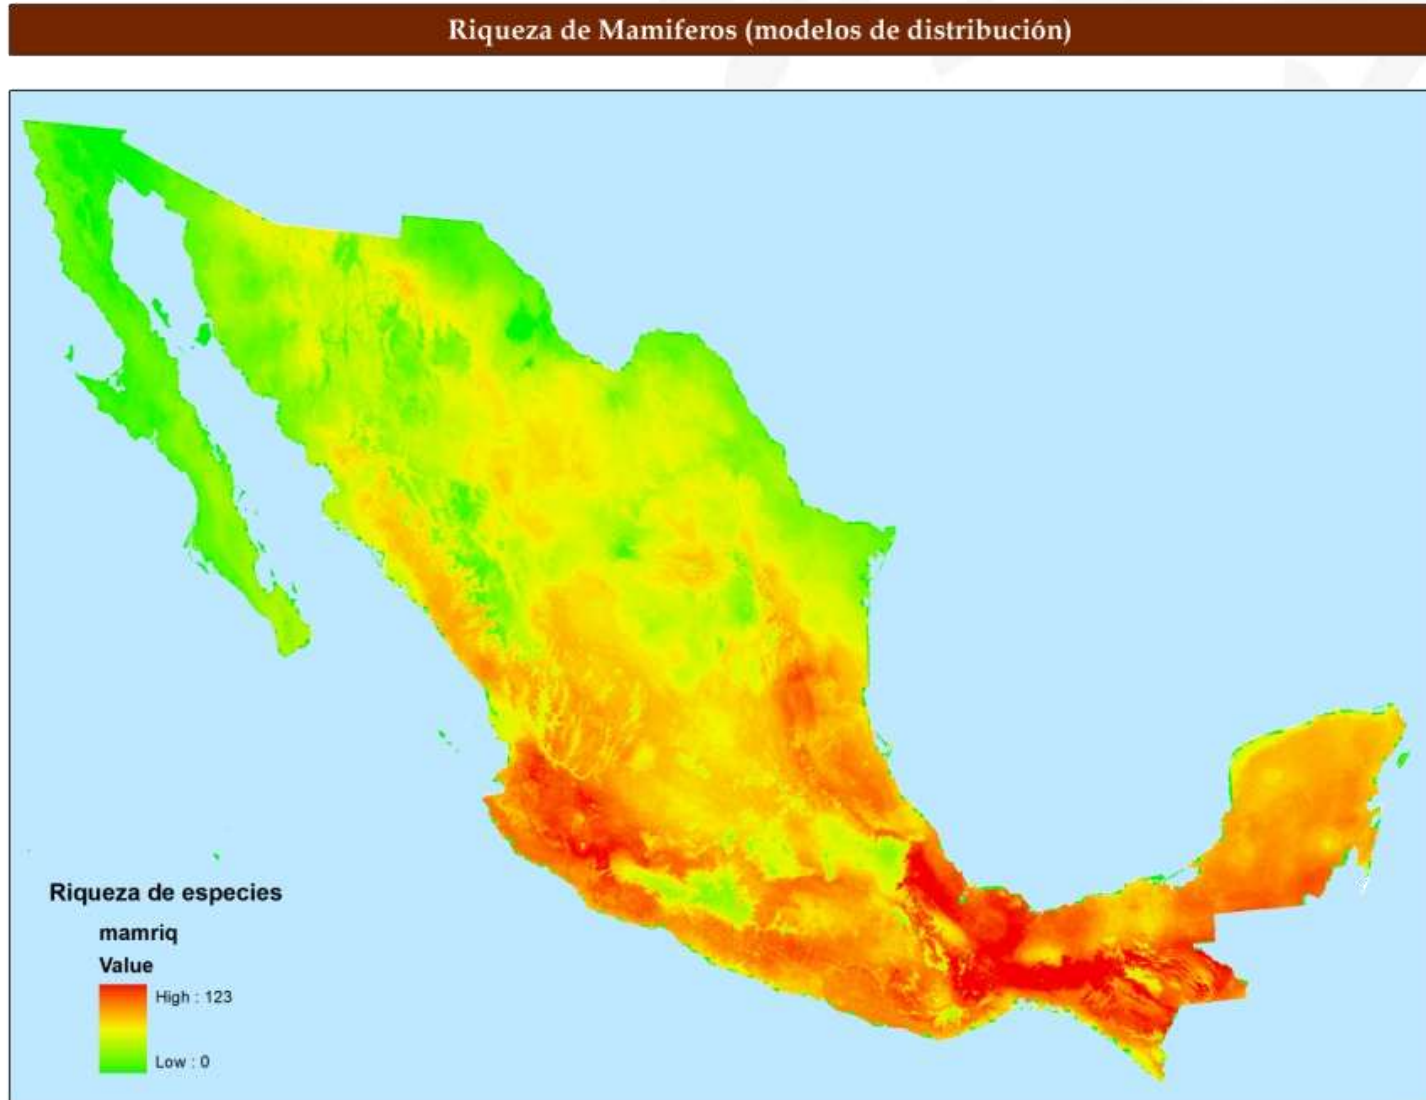 Riqueza de Mamiferos (modelos de distribución)
Riqueza de especies
mamriq
Value
High : 123
Low : 0